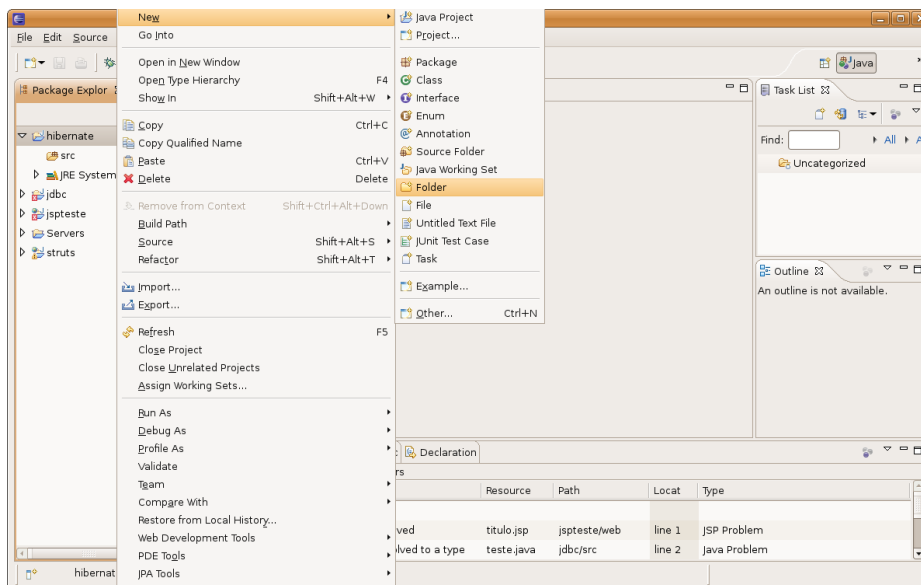 File Edit Source
Java
Package Explor
hibernate
src
JRE System
jdbc
jspteste
Servers
struts
New
Go Into
Open in New Window
Open Type Hierarchy F4
Show In Shift+Alt+W
Copy Ctrl+C
Copy Qualified Name
Paste Ctrl+V
Delete Delete
Remove from Context Shift+Ctrl+Alt+Down
Build Path
Source Shift+Alt+S
Refactor Shift+Alt+T
Import...
Export...
Refresh F5
Close Project
Close Unrelated Projects
Assign Working Sets...
Run As
Debug As
Profile As
Validate
Team
Compare With
Restore from Local History...
Web Development Tools
PDE Tools
JPA Tools
Java Project
Project...
Package
Class
Interface
Enum
Annotation
Source Folder
Java Working Set
Folder
File
Untitled Text File
JUnit Test Case
Task
Example...
Other... Ctrl+N
Task List
Find: All A
Uncategorized
Outline
An outline is not available.
Declaration
rs
Resource Path Locat Type
ved titulo.jsp jspteste/web line 1 JSP Problem
lved to a type teste.java jdbc/src line 2 Java Problem
hibernat